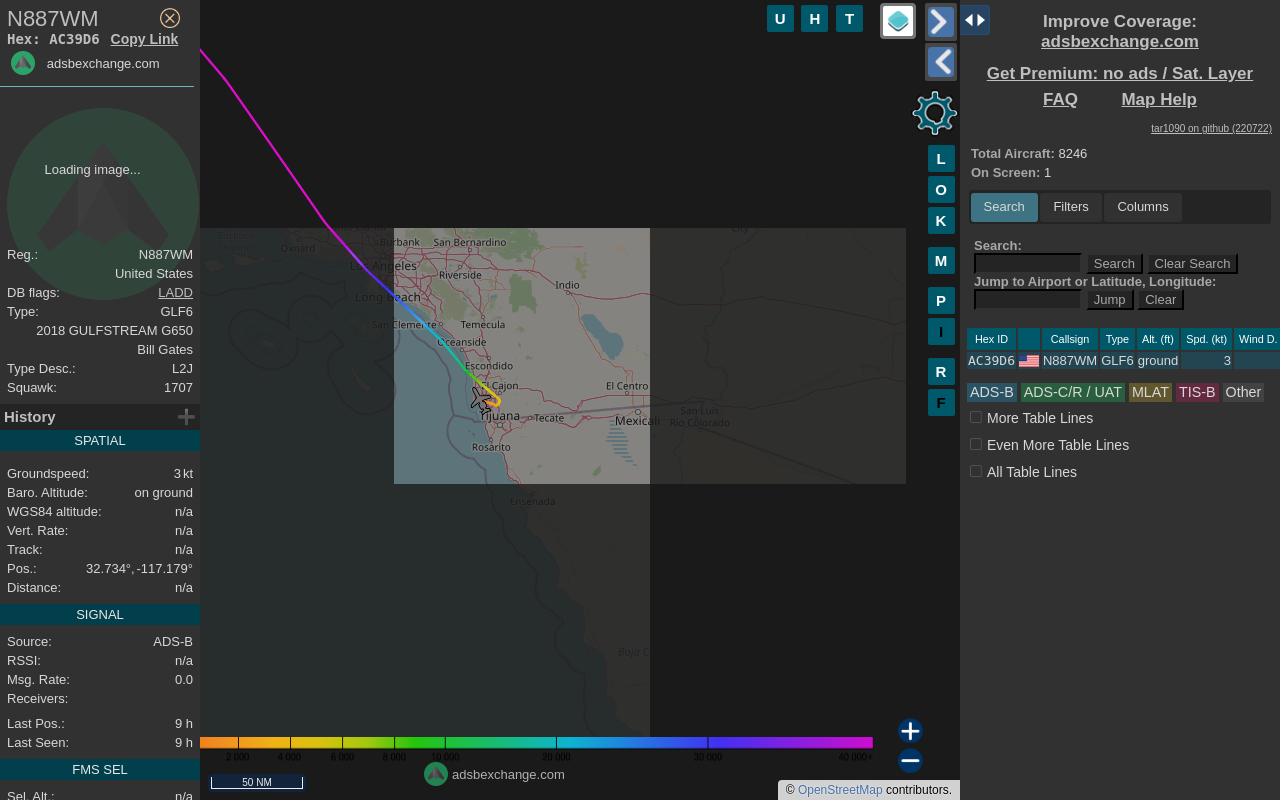 N887WM
Hex: AC39D6 Copy Link
adsbexchange.com
Loading image...
Reg.: N887WM
United States
DB flags: LADD
Type: GLF6
2018 GULFSTREAM G650
Bill Gates
Type Desc.: L2J
Squawk: 1707
History
SPATIAL
Groundspeed: 3 kt
Baro. Altitude: on ground
WGS84 altitude: n/a
Vert. Rate: n/a
Track: n/a
Pos.: 32.734°, -117.179°
Distance: n/a
SIGNAL
Source: ADS-B
RSSI: n/a
Msg. Rate: 0.0
Receivers:
Last Pos.: 9 h
Last Seen: 9 h
FMS SEL
Sel. Alt.: n/a
U H T
L
O
K
M
P
I
R
F
City
Oxnard
Burbank
San Bernardino
Los Angeles
Riverside
Indio
Long Beach
San Clemente
Temecula
Oceanside
Escondido
El Cajon
El Centro
Tijuana
Tecate
Mexicali
San Luis
Río Colorado
Rosarito
Ensenada
Baja C
2 000 4 000 6 000 8 000 10 000 20 000 30 000 40 000+
adsbexchange.com
50 NM
© OpenStreetMap contributors.
Improve Coverage:
adsbexchange.com
Get Premium: no ads / Sat. Layer
FAQ Map Help
tar1090 on github (220722)
Total Aircraft: 8246
On Screen: 1
Search Filters Columns
Search:
Search Clear Search
Jump to Airport or Latitude, Longitude:
Jump Clear
Hex ID Callsign Type Alt. (ft) Spd. (kt) Wind D.
AC39D6 N887WM GLF6 ground 3
ADS-B ADS-C/R / UAT MLAT TIS-B Other
More Table Lines
Even More Table Lines
All Table Lines